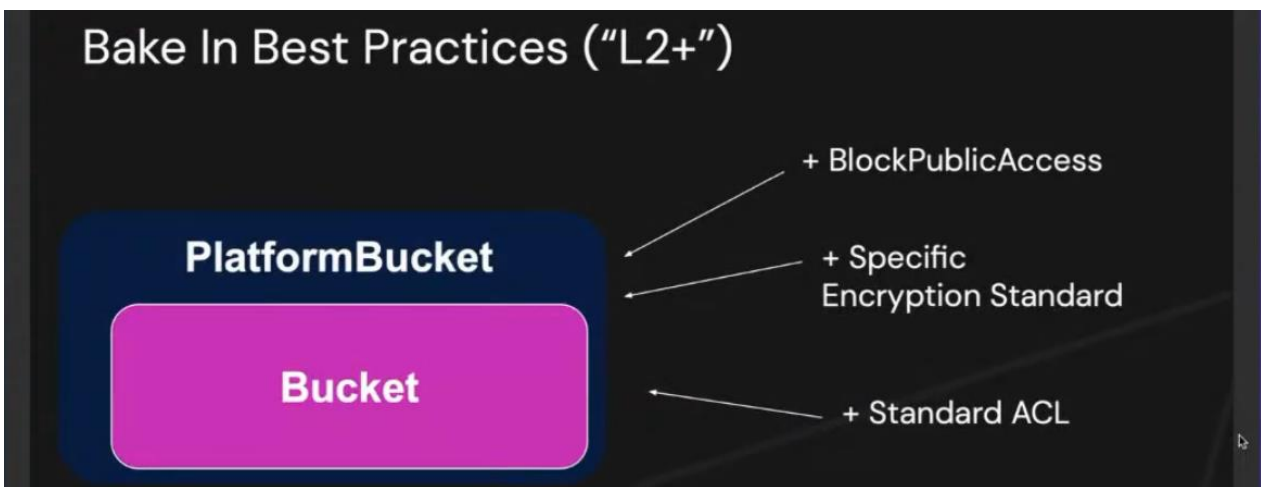 Bake In Best Practices (“L2+”)
+ BlockPublicAccess
PlatformBucket
+ Specific
Encryption Standard
Bucket
+ Standard ACL